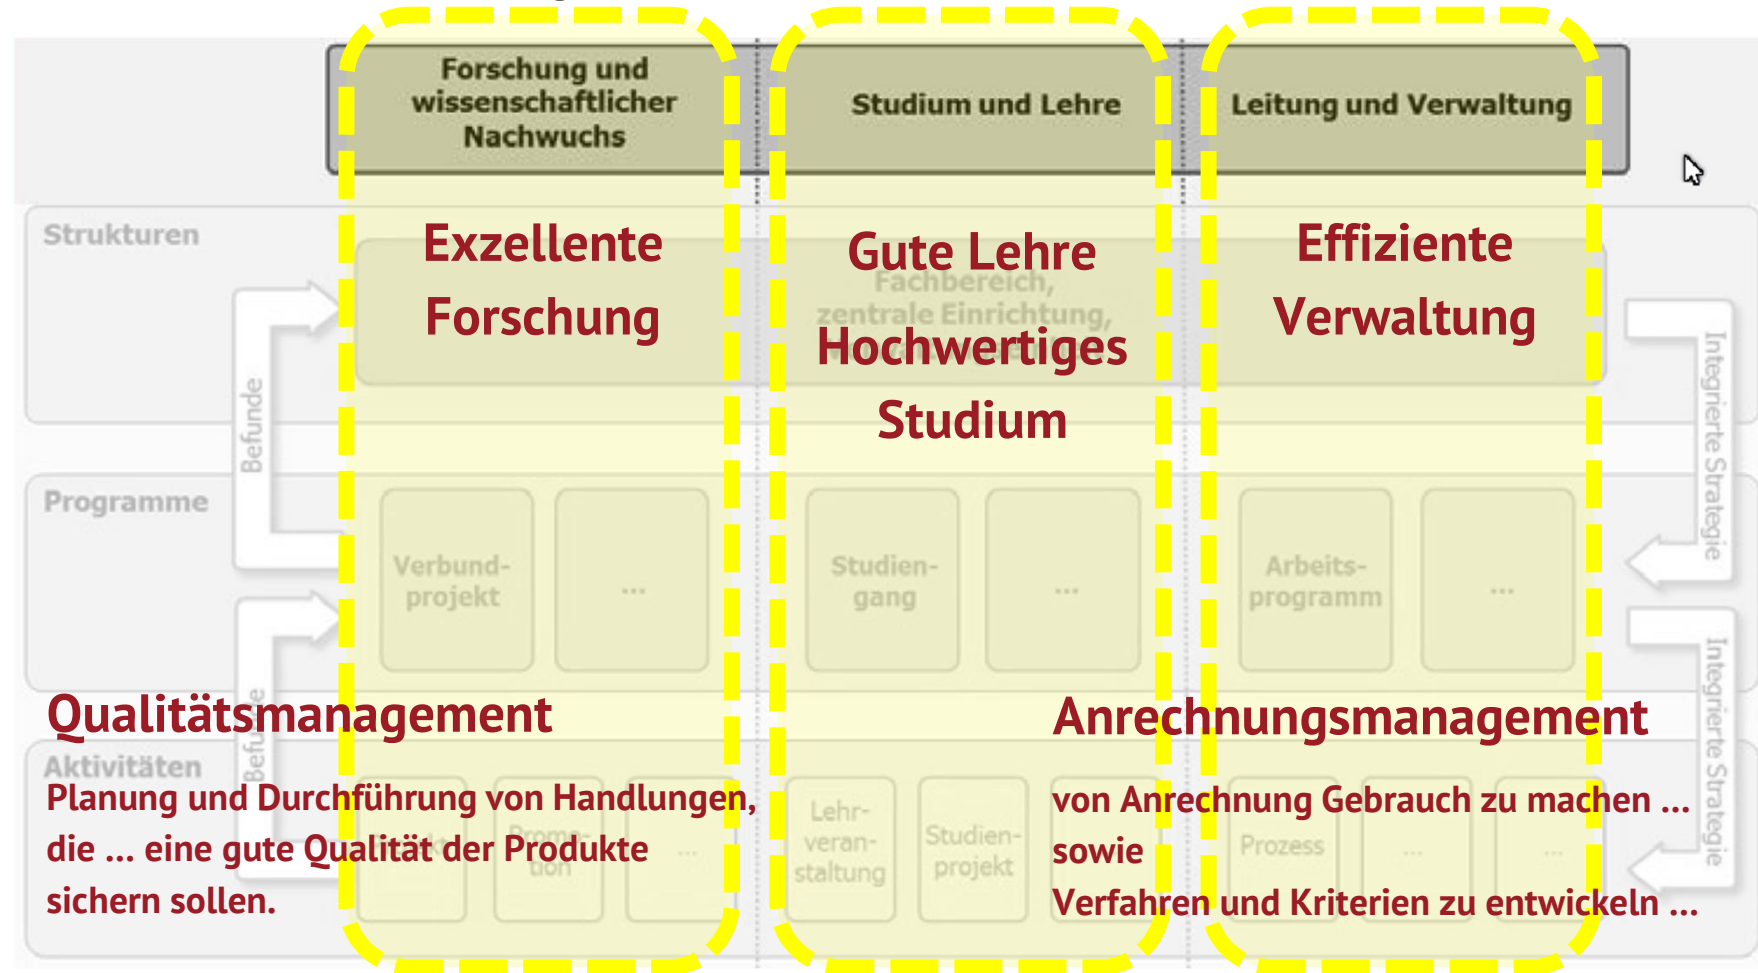 Forschung und
wissenschaftlicher
Nachwuchs
Studium und Lehre
Leitung und Verwaltung
Strukturen
Exzellente
Forschung
Gute Lehre
Hochwertiges
Studium
Effiziente
Verwaltung
Fachbereich,
zentrale Einrichtung,
Befunde
Integrierte Strategie
Programme
Verbund-
projekt
...
Studien-
gang
...
Arbeits-
programm
...
Qualitätsmanagement
Anrechnungsmanagement
Befunde
Integrierte Strategie
Aktivitäten
Planung und Durchführung von Handlungen,
die ... eine gute Qualität der Produkte
sichern sollen.
Promo-
tion
...
Lehr-
veran-
staltung
Studien-
projekt
Prozess
...
...
von Anrechnung Gebrauch zu machen ...
sowie
Verfahren und Kriterien zu entwickeln ...